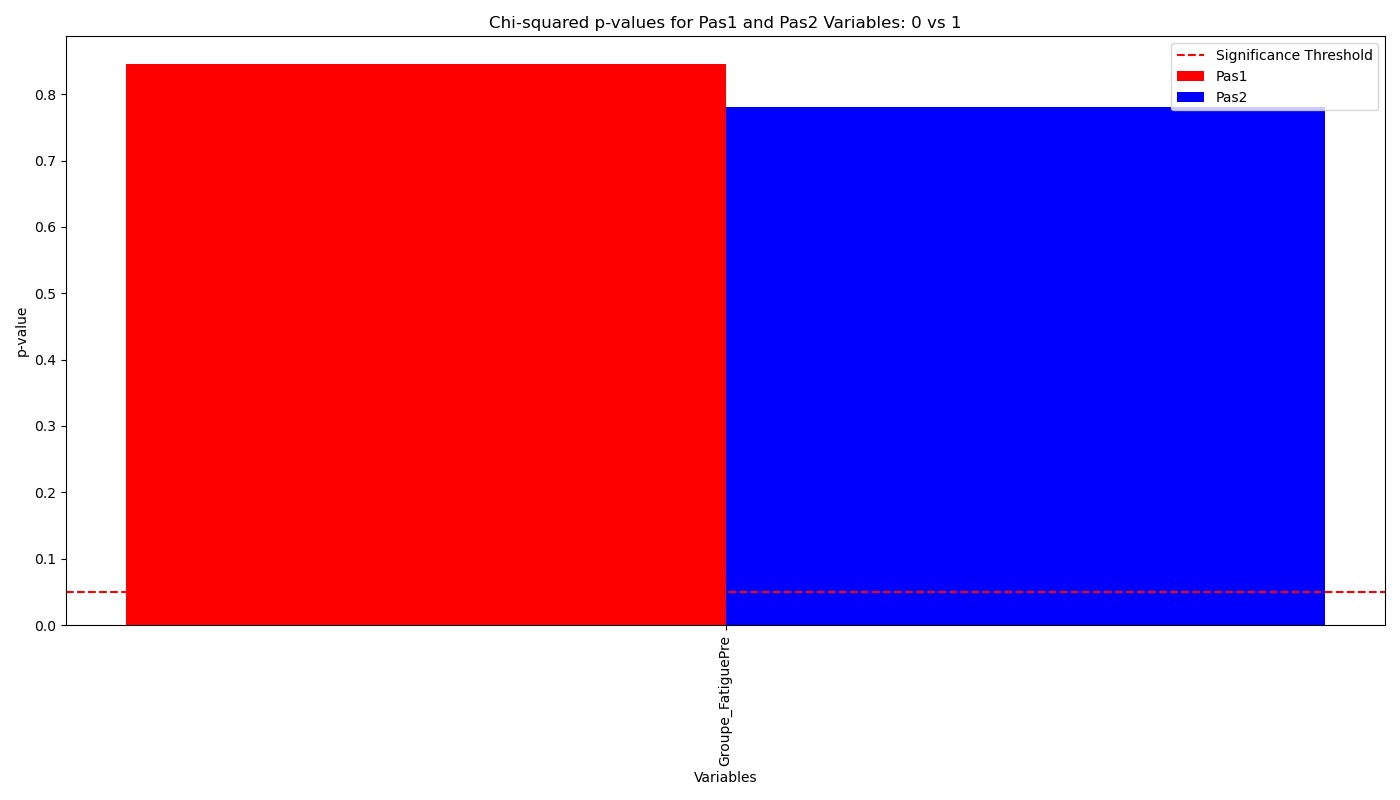 Chi-squared p-values for Pas1 and Pas2 Variables: 0 vs 1
Significance Threshold
Pas1
Pas2
p-value
0.8
0.7
0.6
0.5
0.4
0.3
0.2
0.1
0.0
Groupe_FatiguePre
Variables